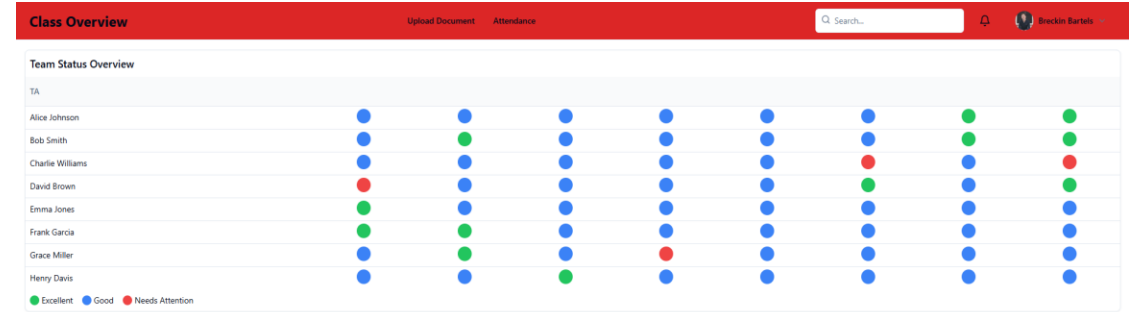 Class Overview Upload Document Attendance Search... Breckin Bartels
Team Status Overview
TA
Alice Johnson
Bob Smith
Charlie Williams
David Brown
Emma Jones
Frank Garcia
Grace Miller
Henry Davis
Excellent Good Needs Attention